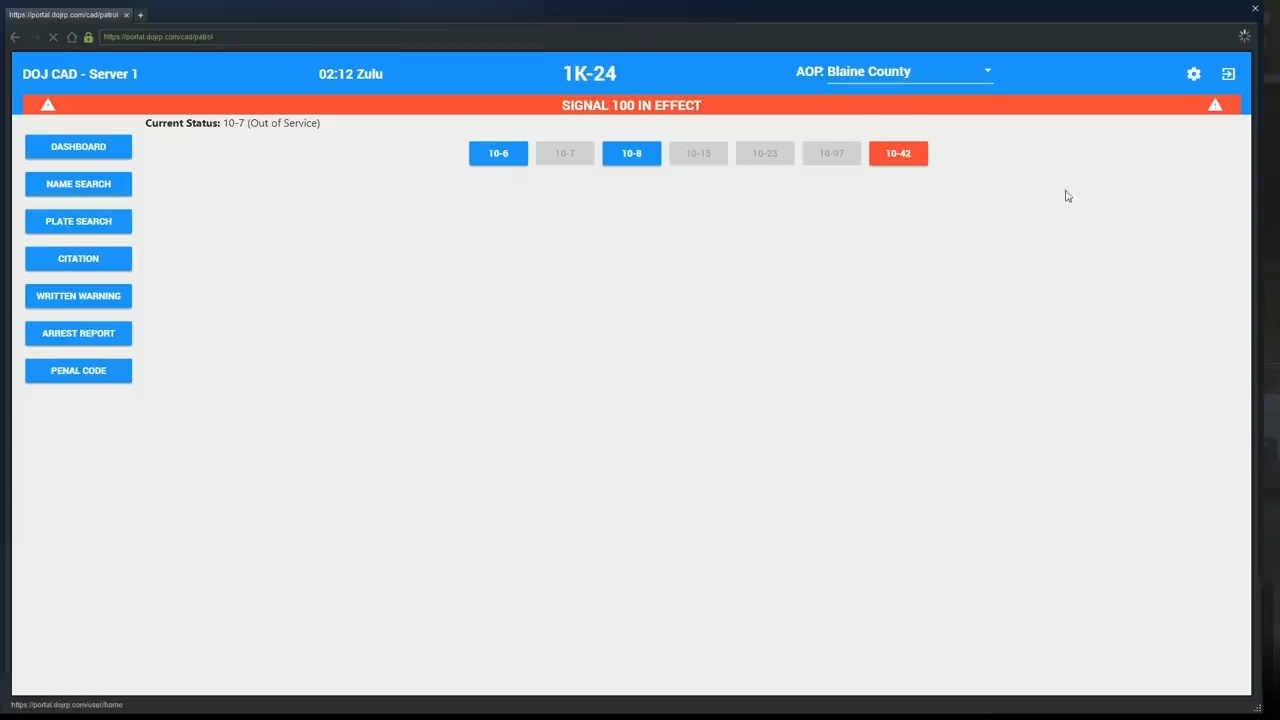 https://portal.dojrp.com/cad/patrol
https://portal.dojrp.com/cad/patrol
DOJ CAD - Server 1
02:12 Zulu
1K-24
AOP: Blaine County
SIGNAL 100 IN EFFECT
Current Status: 10-7 (Out of Service)
10-6 10-7 10-8 10-15 10-23 10-97 10-42
DASHBOARD
NAME SEARCH
PLATE SEARCH
CITATION
WRITTEN WARNING
ARREST REPORT
PENAL CODE
https://portal.dojrp.com/user/home